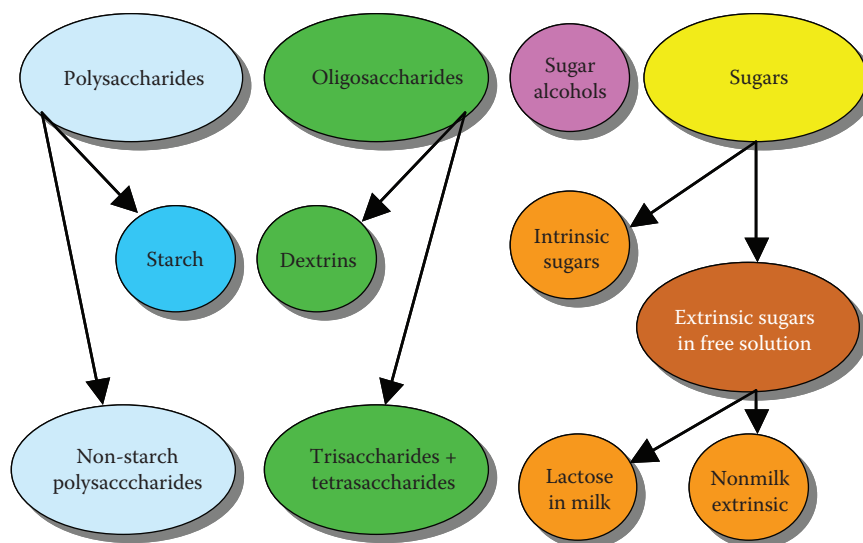 Polysaccharides
Oligosaccharides
Sugar
alcohols
Sugars
Starch
Dextrins
Intrinsic
sugars
Extrinsic sugars
in free solution
Non-starch
polysacccharides
Trisaccharides +
tetrasaccharides
Lactose
in milk
Nonmilk
extrinsic